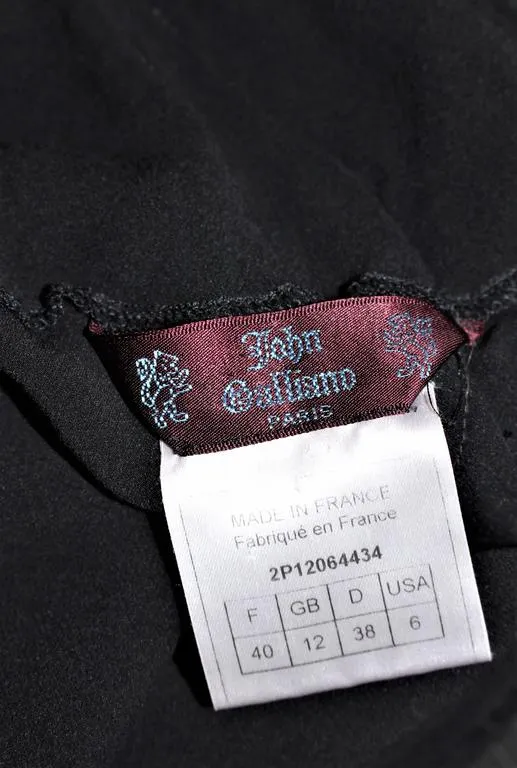 John
Galliano
PARIS
MADE IN FRANCE
Fabriqué en France
2P12064434
F GB D USA
40 12 38 6